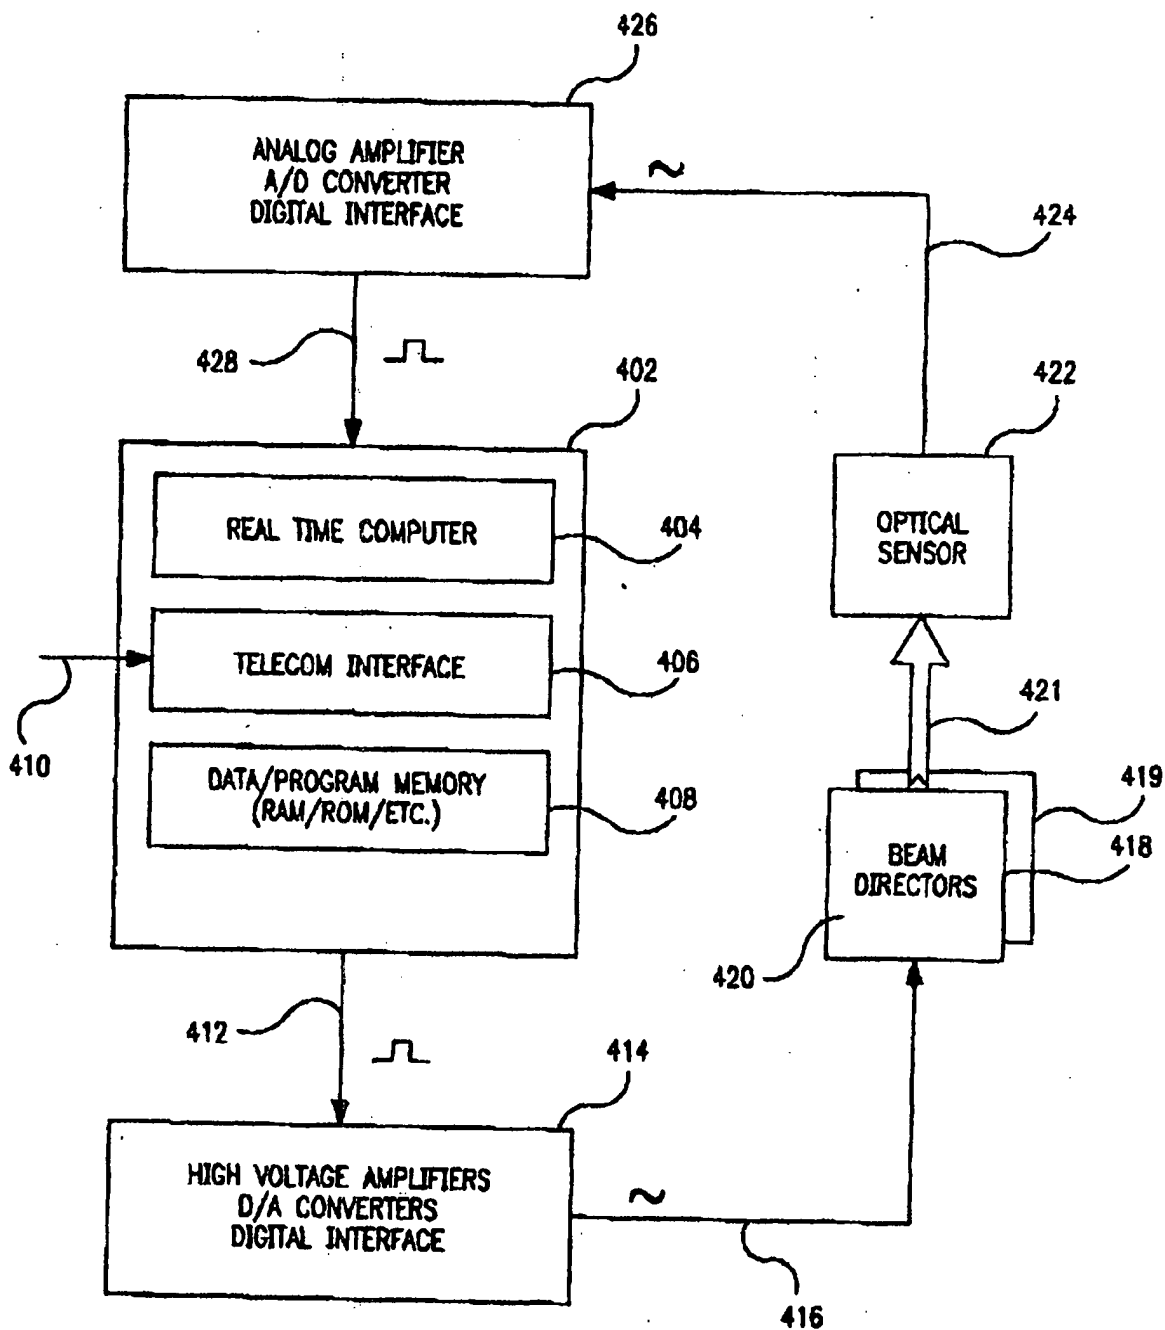 426
ANALOG AMPLIFIER
A/D CONVERTER
DIGITAL INTERFACE
~
424
428
402
422
REAL TIME COMPUTER
404
OPTICAL
SENSOR
TELECOM INTERFACE
406
410
421
DATA/PROGRAM MEMORY
(RAM/ROM/ETC.)
408
419
418
BEAM
DIRECTORS
420
412
414
HIGH VOLTAGE AMPLIFIERS
D/A CONVERTERS
DIGITAL INTERFACE
~
416